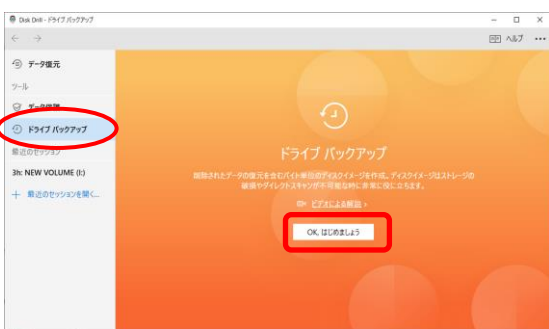 Disk Drill - ドライブ バックアップ
ヘルプ
データ復元
ツール
ドライブ バックアップ
最近のセッション
3h: NEW VOLUME (I:)
最近のセッションを開く...
ドライブ バックアップ
削除されたデータの復元を含むバイト単位のディスクイメージを作成。ディスクイメージはストレージの
破損やダイレクトスキャンが不可能な時に非常に役に立ちます。
ビデオによる解説
OK, はじめましょう